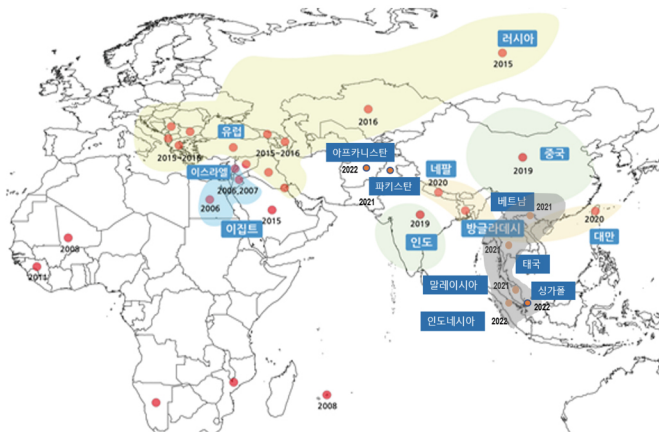 러시아
2015
2016
유럽
2015-2016
2015-2016
아프카니스탄
2022
중국
2019
이스라엘
2006,2007
네팔
2020
파키스탄
2021
베트남
2021
2006
이집트
2015
2019
인도
방글라데시
2020
대만
2008
2011
2021
태국
말레이시아
2021
싱가폴
2022
인도네시아
2022
2008